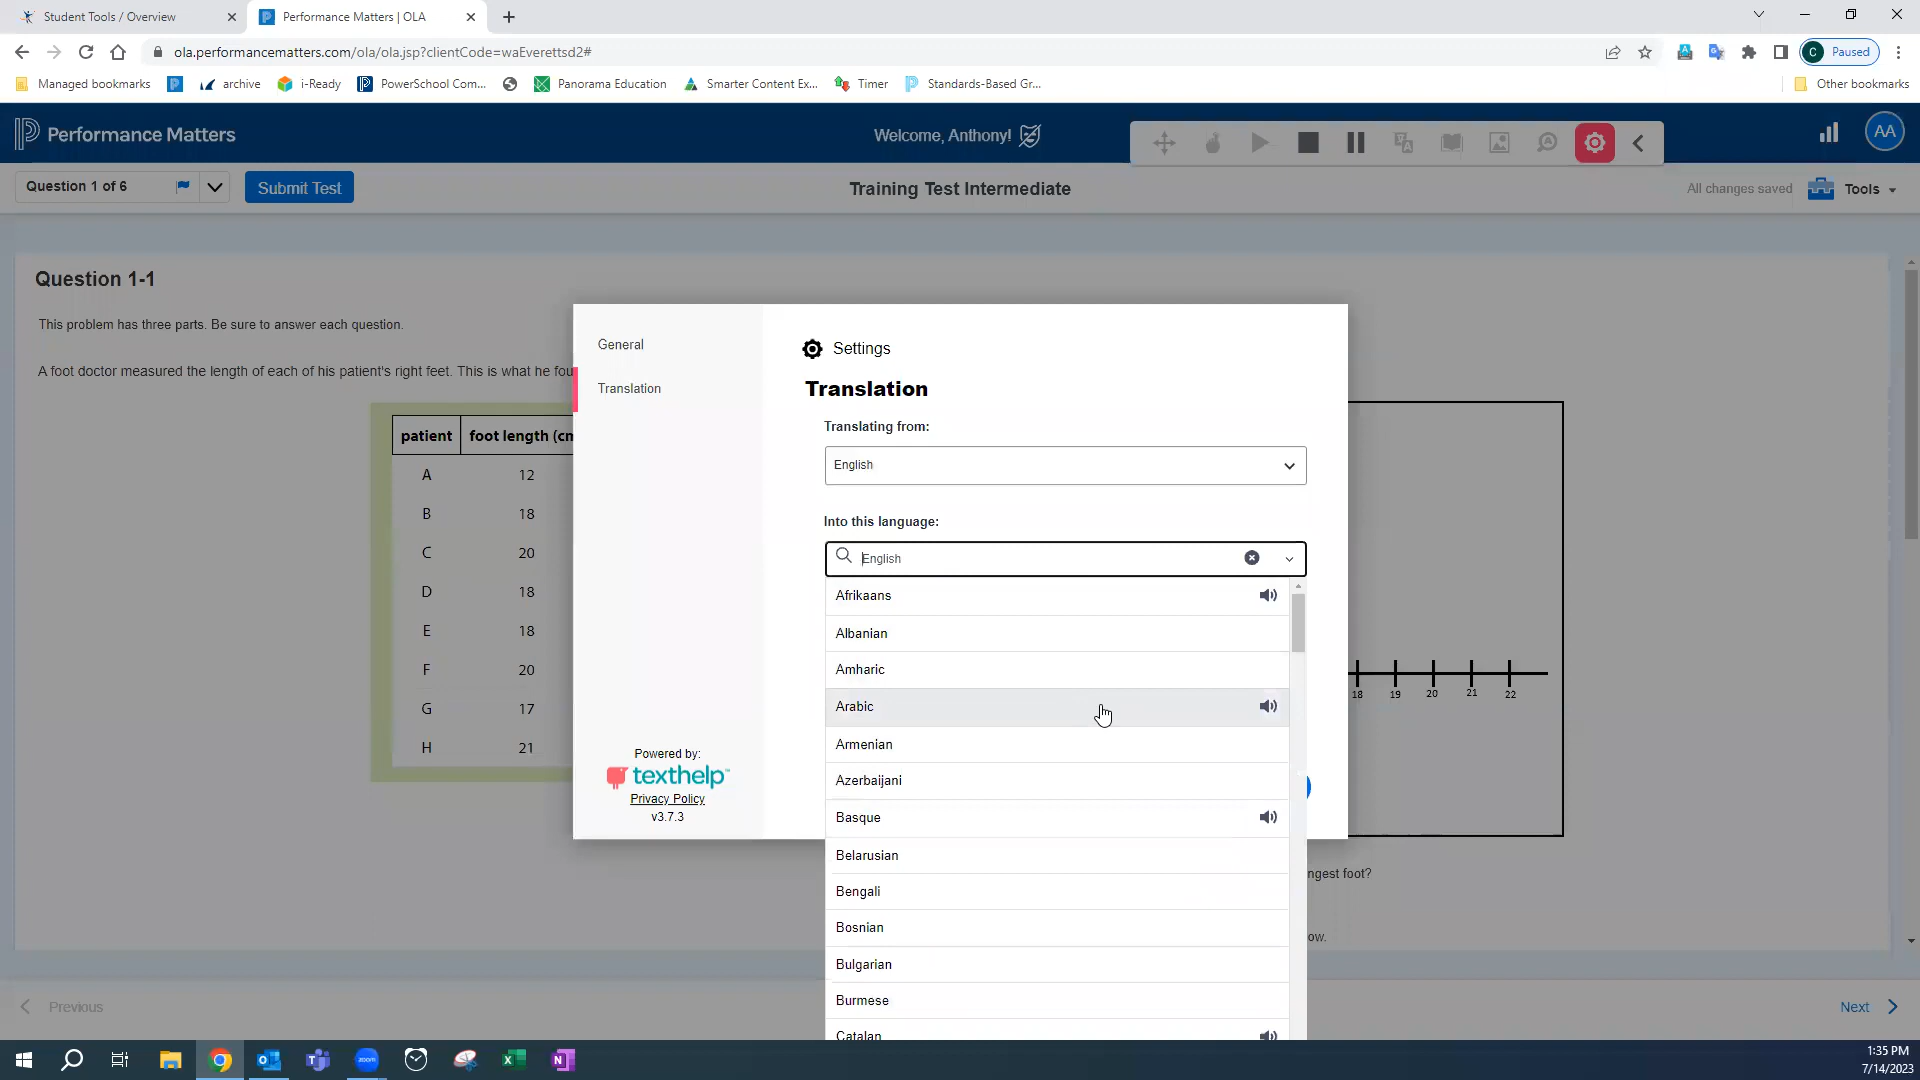 Student Tools / Overview
Performance Matters | OLA
ola.performancematters.com/ola/ola.jsp?clientCode=waEverettsd2#
C Paused
Managed bookmarks
archive
i-Ready
PowerSchool Com...
Panorama Education
Smarter Content Ex...
Timer
Standards-Based Gr...
Other bookmarks
Performance Matters
Welcome, Anthony!
AA
Question 1 of 6
Submit Test
Training Test Intermediate
All changes saved
Tools
Question 1-1
This problem has three parts. Be sure to answer each question.
A foot doctor measured the length of each of his patient's right feet. This is what he fou
patient foot length (cm
A 12
B 18
C 20
D 18
E 18
F 20
G 17
H 21
General
Translation
Powered by:
texthelp™
Privacy Policy
v3.7.3
Settings
Translation
Translating from:
English
Into this language:
English
Afrikaans
Albanian
Amharic
Arabic
Armenian
Azerbaijani
Basque
Belarusian
Bengali
Bosnian
Bulgarian
Burmese
Catalan
18 19 20 21 22
ngest foot?
ow.
Previous
Next
zoom
1:35 PM
7/14/2023